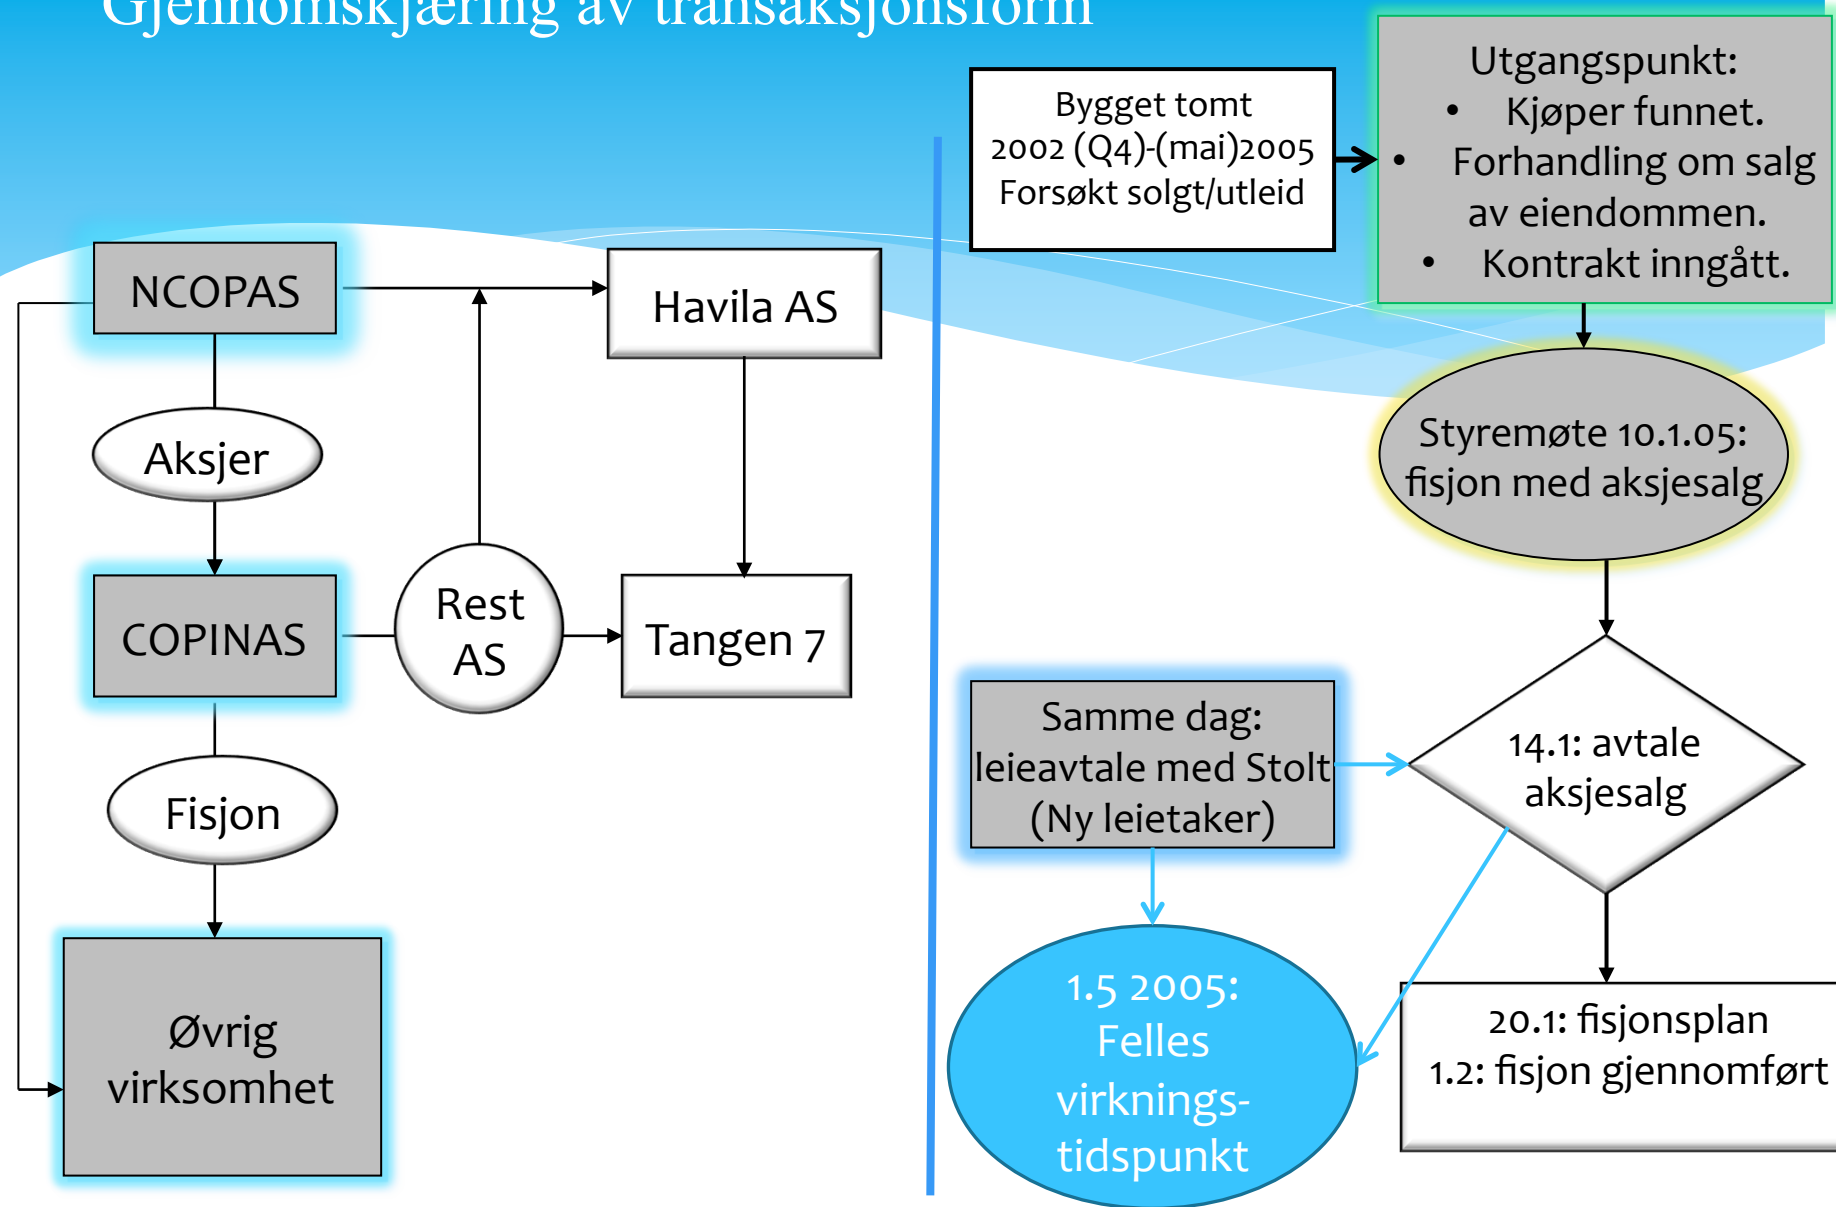 Gjennomskjæring av transaksjonsform
NCOPAS
Aksjer
COPINAS
Fisjon
Øvrig
virksomhet
Rest
AS
Havila AS
Tangen 7
Bygget tomt
2002 (Q4)-(mai)2005
Forsøkt solgt/utleid
Utgangspunkt:
• Kjøper funnet.
• Forhandling om salg
av eiendommen.
• Kontrakt inngått.
Styremøte 10.1.05:
fisjon med aksjesalg
Samme dag:
leieavtale med Stolt
(Ny leietaker)
14.1: avtale
aksjesalg
1.5 2005:
Felles
virknings-
tidspunkt
20.1: fisjonsplan
1.2: fisjon gjennomført